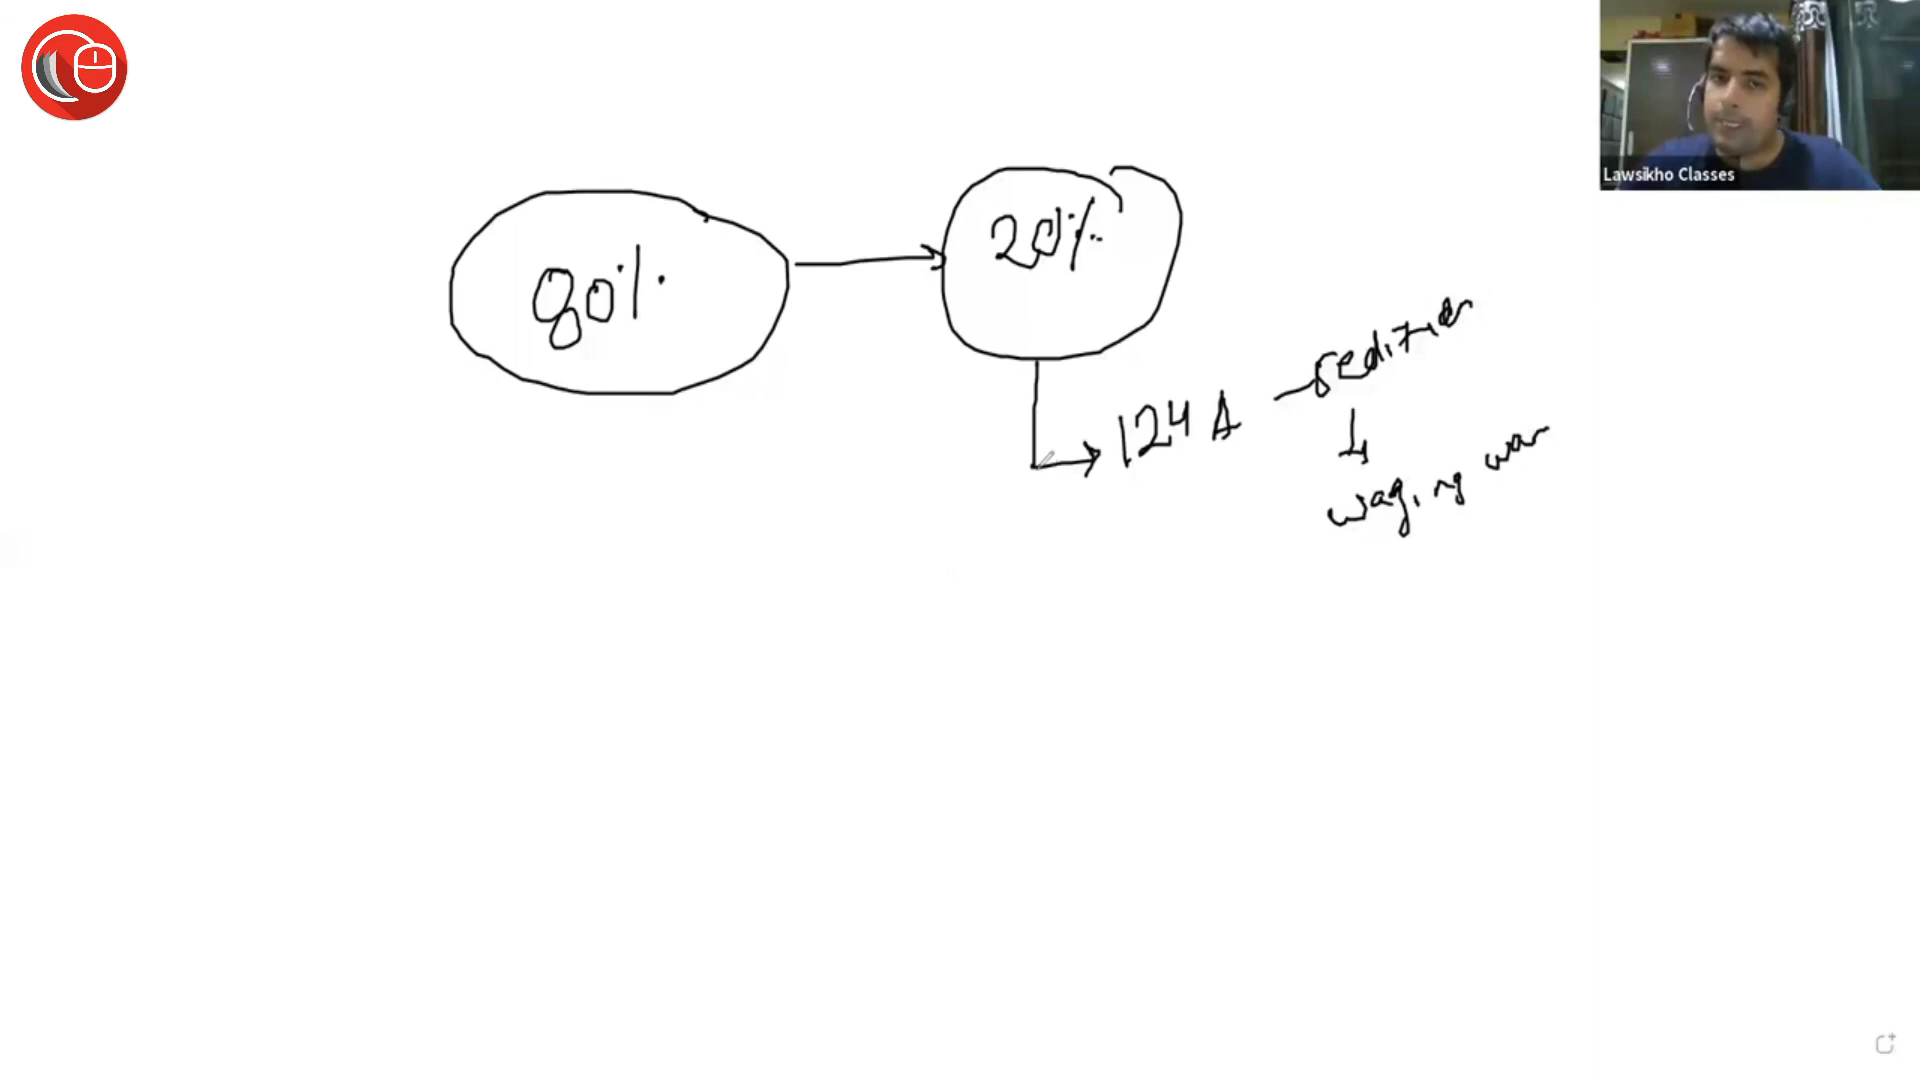 Lawsikho Classes
80%
20%
124 A - sedition
waging war